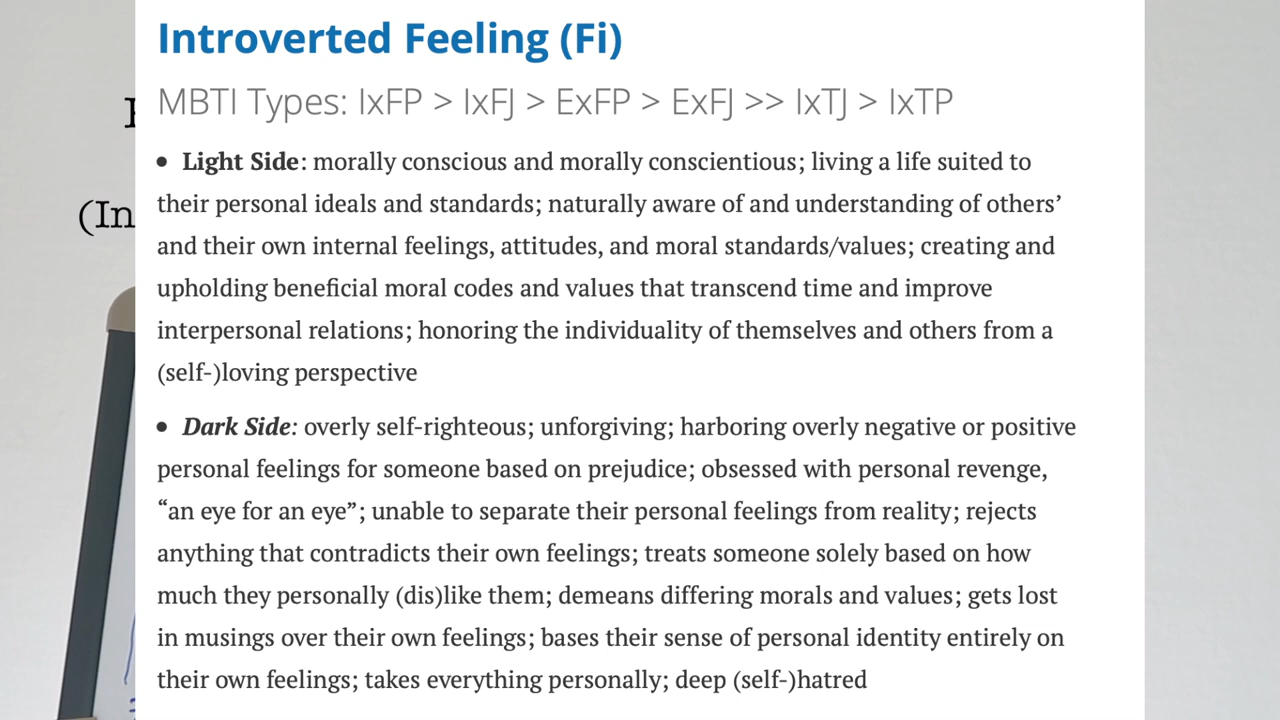 Introverted Feeling (Fi)
MBTI Types: IxFP > IxFJ > ExFP > ExFJ >> IxTJ > IxTP
• Light Side: morally conscious and morally conscientious; living a life suited to
their personal ideals and standards; naturally aware of and understanding of others’
(In
and their own internal feelings, attitudes, and moral standards/values; creating and
upholding beneficial moral codes and values that transcend time and improve
interpersonal relations; honoring the individuality of themselves and others from a
(self-)loving perspective
• Dark Side: overly self-righteous; unforgiving; harboring overly negative or positive
personal feelings for someone based on prejudice; obsessed with personal revenge,
“an eye for an eye”; unable to separate their personal feelings from reality; rejects
anything that contradicts their own feelings; treats someone solely based on how
much they personally (dis)like them; demeans differing morals and values; gets lost
in musings over their own feelings; bases their sense of personal identity entirely on
their own feelings; takes everything personally; deep (self-)hatred